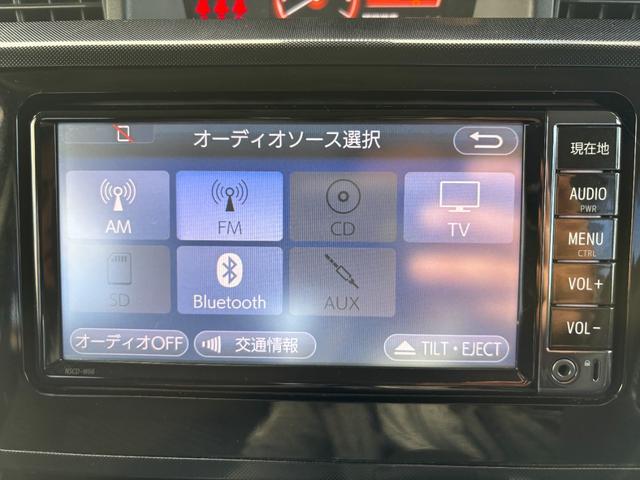 オーディオソース選択
AM
FM
CD
TV
SD
Bluetooth
AUX
オーディオOFF
交通情報
TILT・EJECT
NSCD-W66
現在地
AUDIO
PWR
MENU
CTRL
VOL+
VOL-